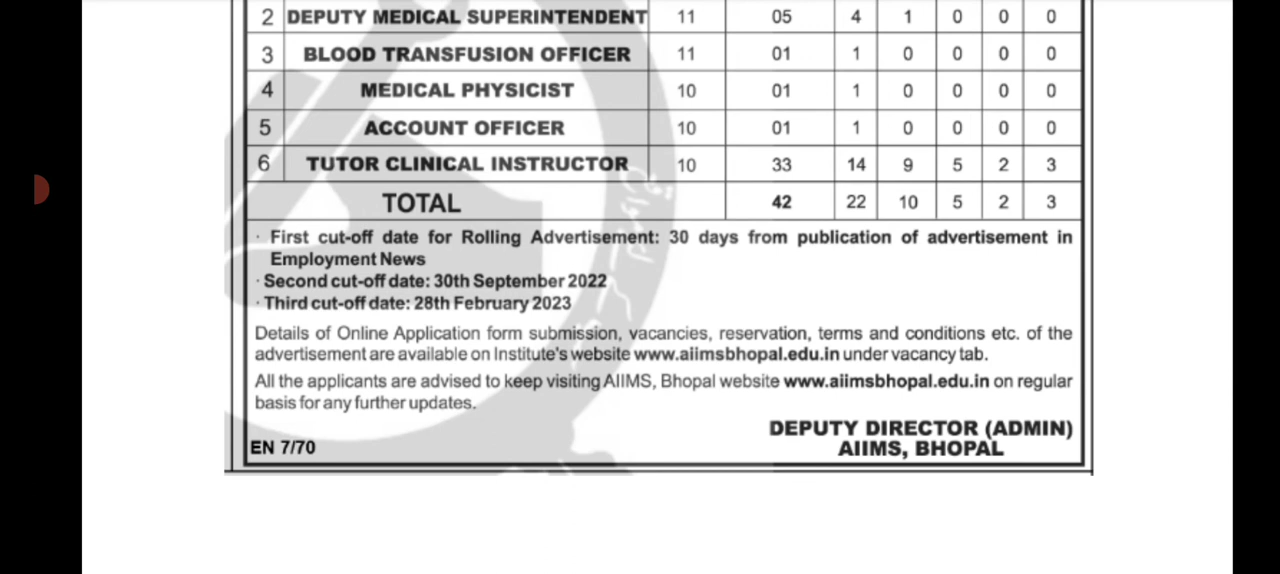 2 DEPUTY MEDICAL SUPERINTENDENT 11 05 4 1 0 0 0
3 BLOOD TRANSFUSION OFFICER 11 01 1 0 0 0 0
4 MEDICAL PHYSICIST 10 01 1 0 0 0 0
5 ACCOUNT OFFICER 10 01 1 0 0 0 0
6 TUTOR CLINICAL INSTRUCTOR 10 33 14 9 5 2 3
TOTAL 42 22 10 5 2 3
· First cut-off date for Rolling Advertisement: 30 days from publication of advertisement in
Employment News
· Second cut-off date: 30th September 2022
· Third cut-off date: 28th February 2023
Details of Online Application form submission, vacancies, reservation, terms and conditions etc. of the
advertisement are available on Institute's website www.aiimsbhopal.edu.in under vacancy tab.
All the applicants are advised to keep visiting AIIMS, Bhopal website www.aiimsbhopal.edu.in on regular
basis for any further updates.
DEPUTY DIRECTOR (ADMIN)
EN 7/70 AIIMS, BHOPAL